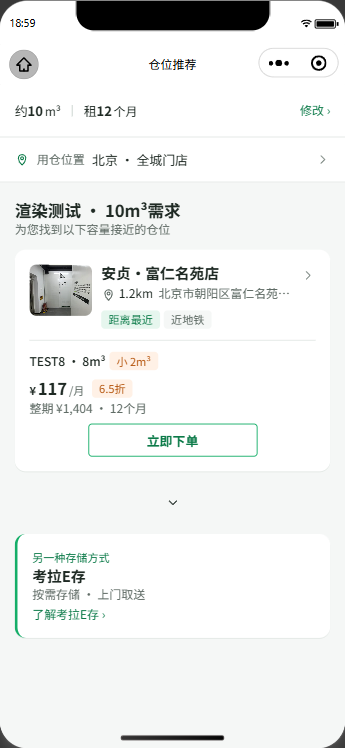 18:59
仓位推荐
约10m³ 租12个月 修改 ›
用仓位置 北京 · 全城门店
渲染测试 · 10m³需求
为您找到以下容量接近的仓位
安贞·富仁名苑店
1.2km 北京市朝阳区富仁名苑…
距离最近 近地铁
TEST8 · 8m³ 小 2m³
¥117/月 6.5折
整期 ¥1,404 · 12个月
立即下单
另一种存储方式
考拉E存
按需存储 · 上门取送
了解考拉E存 ›